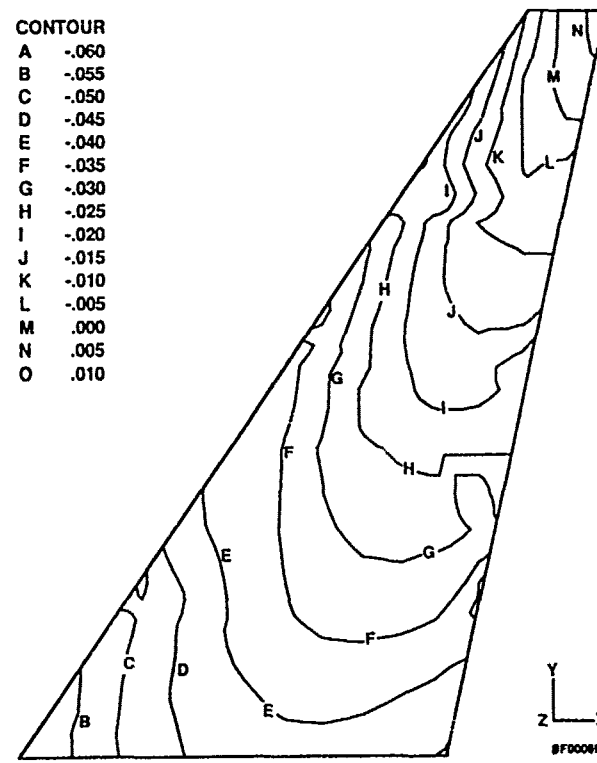 CONTOUR
A -.060
B -.055
C -.050
D -.045
E -.040
F -.035
G -.030
H -.025
I -.020
J -.015
K -.010
L -.005
M .000
N .005
O .010
N
M
J
K
L
I
H
J
G
I
F
H
E
G
F
C
D
E
B
Y
Z